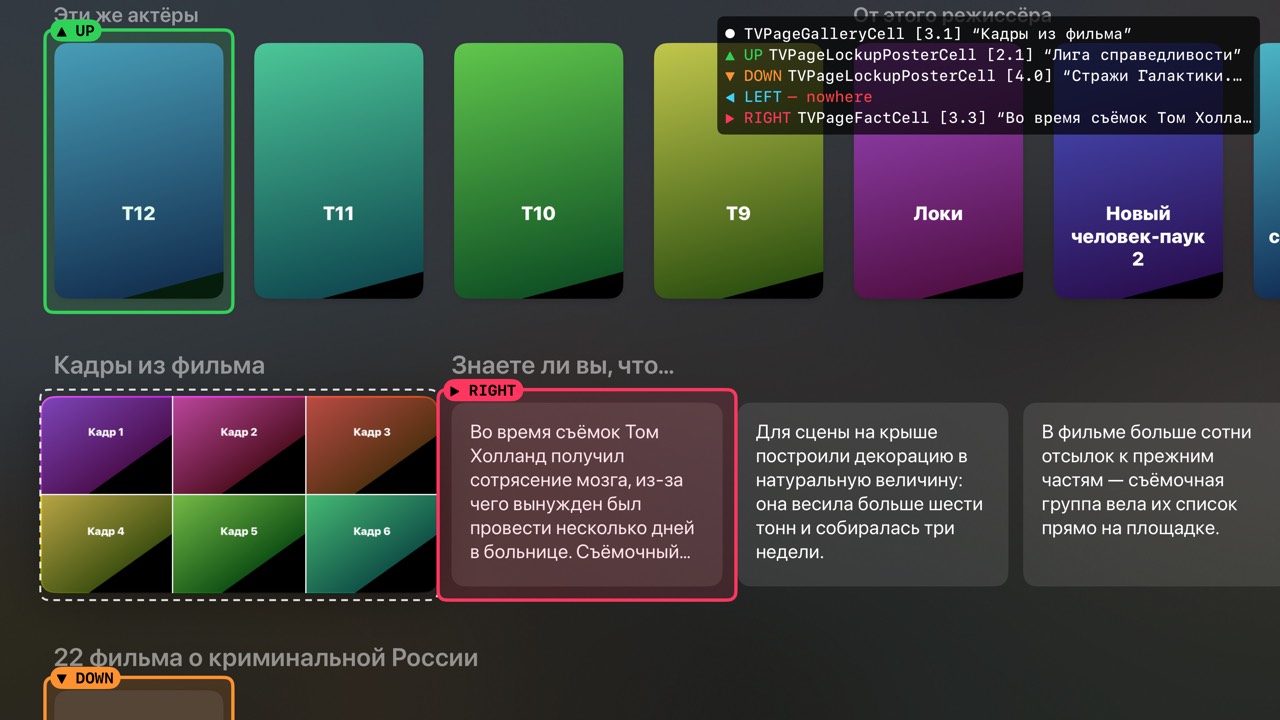 Эти же актёры
От этого режиссёра
▲ UP
● TVPageGalleryCell [3.1] “Кадры из фильма”
▲ UP TVPageLockupPosterCell [2.1] “Лига справедливости”
▼ DOWN TVPageLockupPosterCell [4.0] “Стражи Галактики.…
◀ LEFT — nowhere
▶ RIGHT TVPageFactCell [3.3] “Во время съёмок Том Холла…
T12
T11
T10
T9
Локи
Новый
человек-паук
2
Кадры из фильма
Знаете ли вы, что…
▶ RIGHT
Кадр 1
Кадр 2
Кадр 3
Кадр 4
Кадр 5
Кадр 6
Во время съёмок Том
Холланд получил
сотрясение мозга, из-за
чего вынужден был
провести несколько дней
в больнице. Съёмочный…
Для сцены на крыше
построили декорацию в
натуральную величину:
она весила больше шести
тонн и собиралась три
недели.
В фильме больше сотни
отсылок к прежним
частям — съёмочная
группа вела их список
прямо на площадке.
22 фильма о криминальной России
▼ DOWN